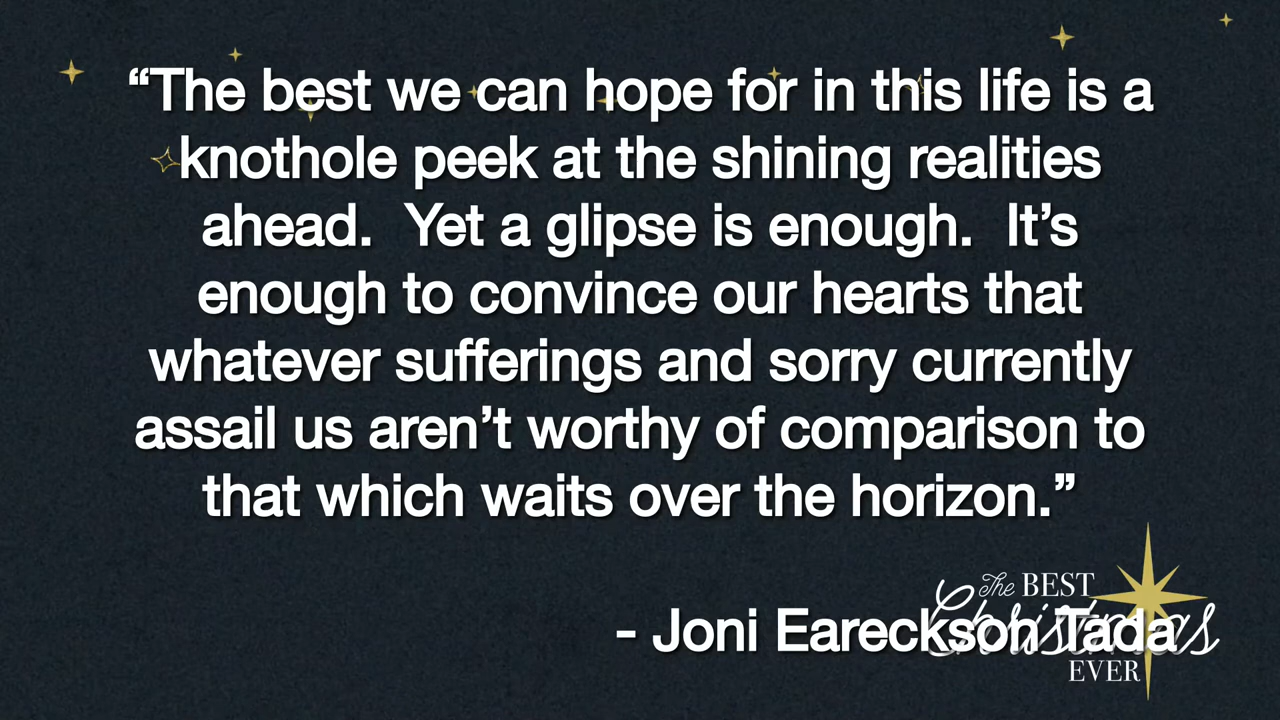 “The best we can hope for in this life is a
knothole peek at the shining realities
ahead.  Yet a glipse is enough.  It’s
enough to convince our hearts that
whatever sufferings and sorry currently
assail us aren’t worthy of comparison to
that which waits over the horizon.”
The BEST
Christmas
- Joni Eareckson Tada
EVER